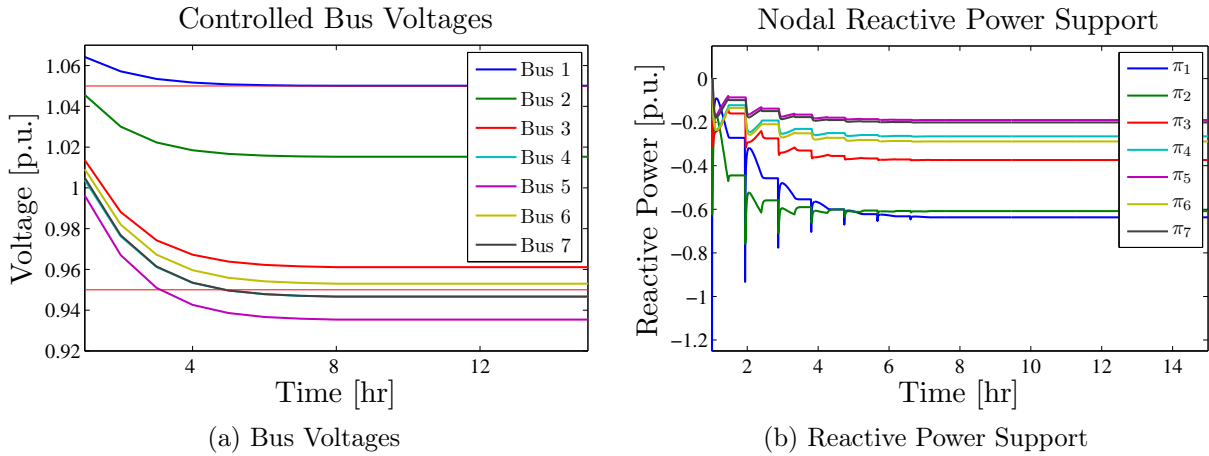 Controlled Bus Voltages
Voltage [p.u.]
1.06
1.04
1.02
1
0.98
0.96
0.94
0.92
4
8
12
Time [hr]
Bus 1
Bus 2
Bus 3
Bus 4
Bus 5
Bus 6
Bus 7
(a) Bus Voltages
Nodal Reactive Power Support
Reactive Power [p.u.]
0
−0.2
−0.4
−0.6
−0.8
−1
−1.2
2
4
6
8
10
12
14
Time [hr]
π1
π2
π3
π4
π5
π6
π7
(b) Reactive Power Support